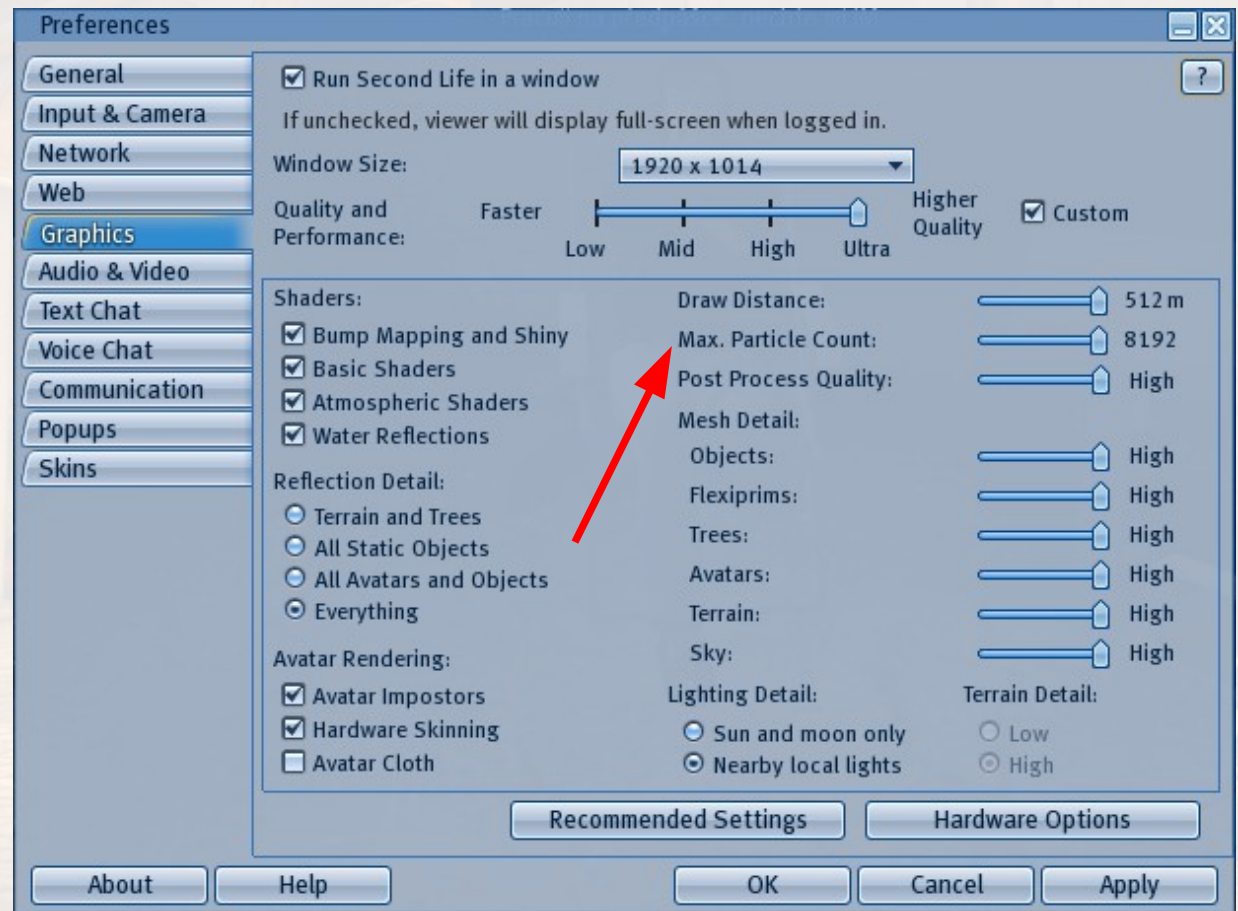 Preferences
General
Input & Camera
Network
Web
Graphics
Audio & Video
Text Chat
Voice Chat
Communication
Popups
Skins
Run Second Life in a window
?
If unchecked, viewer will display full-screen when logged in.
Window Size: 1920 x 1014
Quality and Performance: Faster Low Mid High Ultra Higher Quality Custom
Shaders:
Bump Mapping and Shiny
Basic Shaders
Atmospheric Shaders
Water Reflections
Reflection Detail:
Terrain and Trees
All Static Objects
All Avatars and Objects
Everything
Avatar Rendering:
Avatar Impostors
Hardware Skinning
Avatar Cloth
Draw Distance: 512 m
Max. Particle Count: 8192
Post Process Quality: High
Mesh Detail:
Objects: High
Flexiprims: High
Trees: High
Avatars: High
Terrain: High
Sky: High
Lighting Detail:
Sun and moon only
Nearby local lights
Terrain Detail:
Low
High
Recommended Settings Hardware Options
About Help OK Cancel Apply